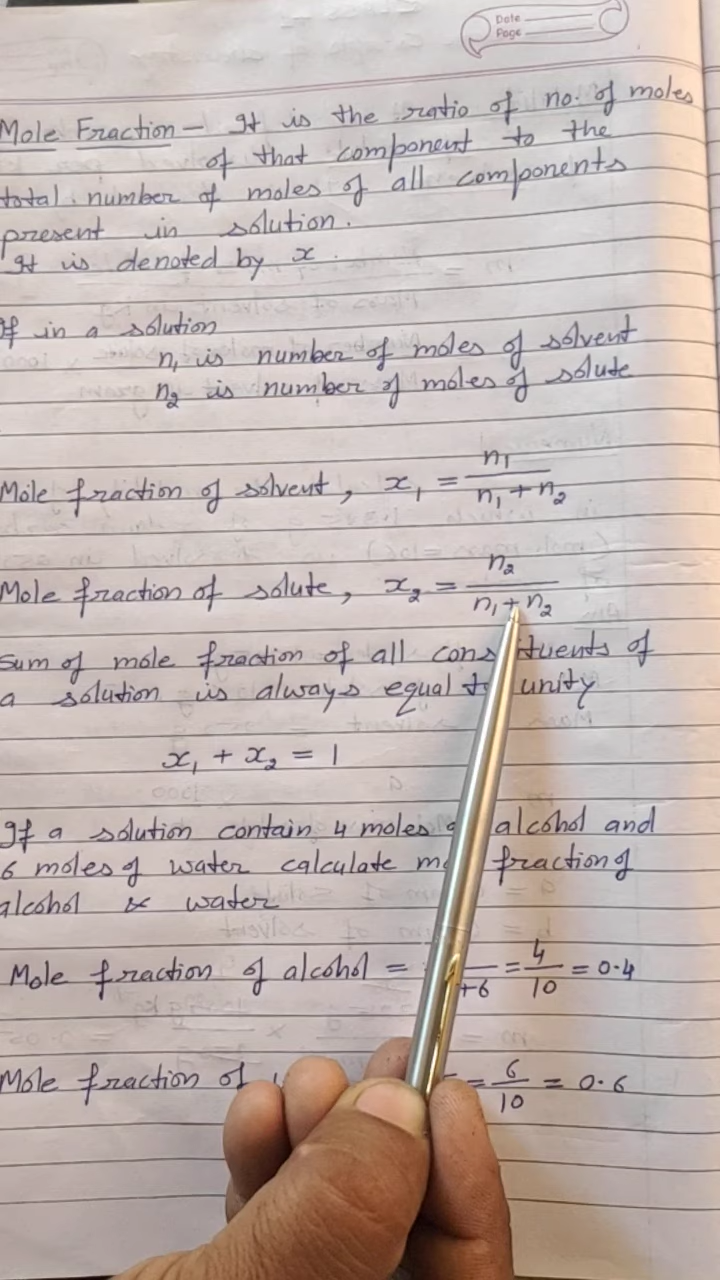 Date
Page
Mole Fraction - It is the ratio of no. of moles
of that component to the
total number of moles of all components
present in solution.
It is denoted by x.
If in a solution
n₁ is number of moles of solvent
n₂ is number of moles of solute
Mole fraction of solvent, x₁ = n₁ / n₁ + n₂
Mole fraction of solute, x₂ = n₂ / n₁ + n₂
Sum of mole fraction of all constituents of
a solution is always equal to unity
x₁ + x₂ = 1
If a solution contain 4 moles alcohol and
6 moles of water calculate fraction of
alcohol & water
Mole fraction of alcohol = +6 = 4 / 10 = 0.4
Mole fraction of = 6 / 10 = 0.6